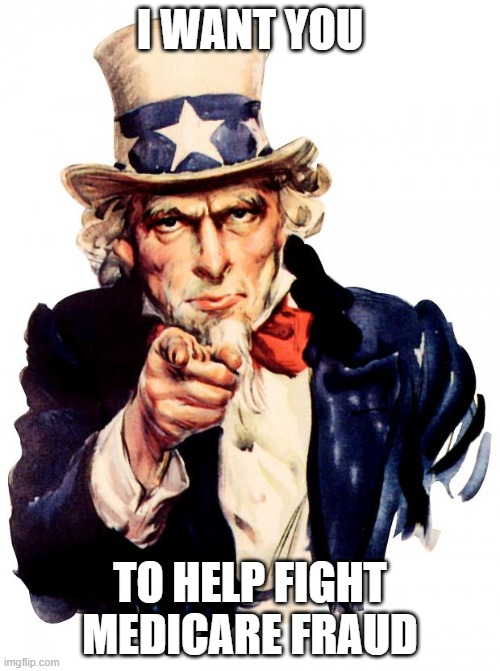 I WANT YOU
TO HELP FIGHT
MEDICARE FRAUD
imgflip.com